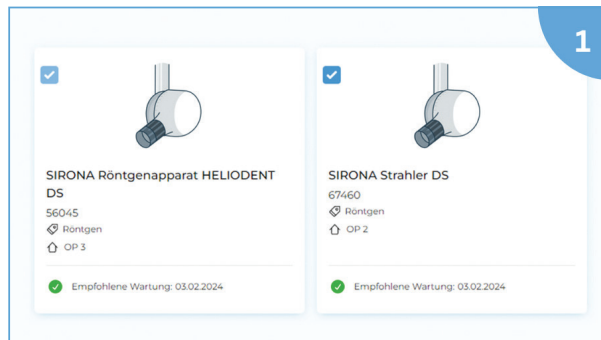 1
SIRONA Röntgenapparat HELIODENT
DS
56045
Röntgen
OP 3
Empfohlene Wartung: 03.02.2024
SIRONA Strahler DS
67460
Röntgen
OP 2
Empfohlene Wartung: 03.02.2024